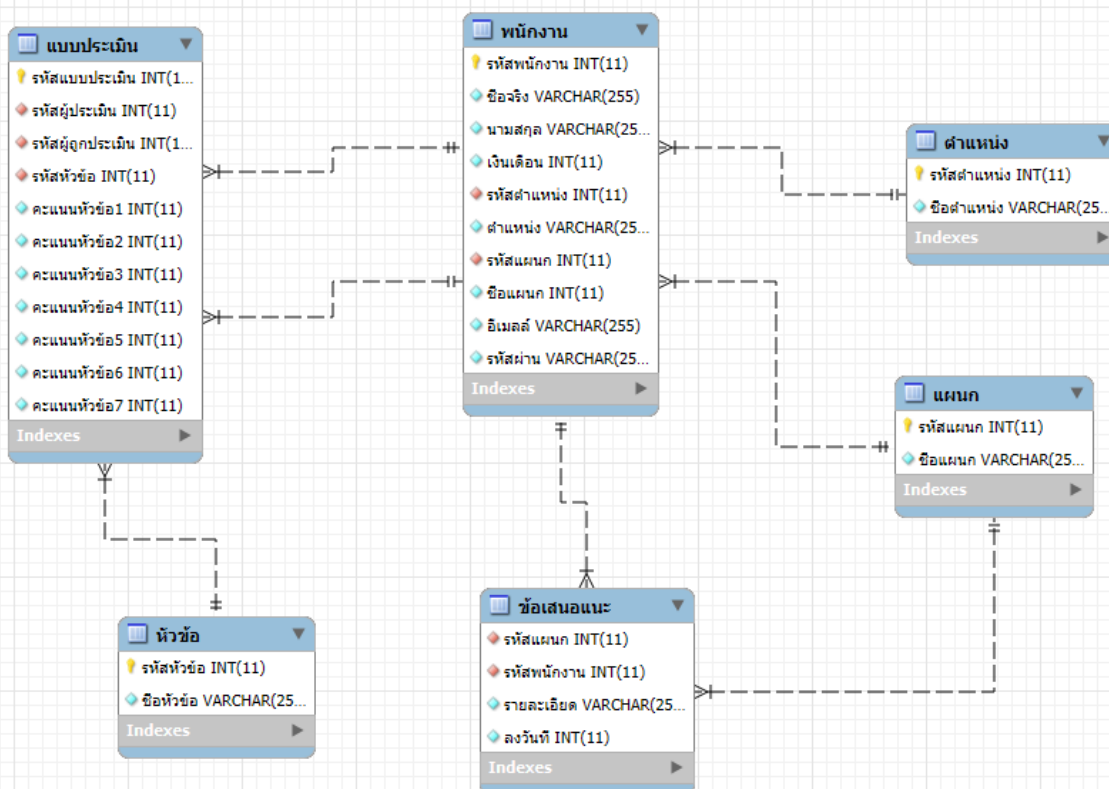 แบบประเมิน
รหัสแบบประเมิน INT(1...
รหัสผู้ประเมิน INT(11)
รหัสผู้ถูกประเมิน INT(1...
รหัสหัวข้อ INT(11)
คะแนนหัวข้อ1 INT(11)
คะแนนหัวข้อ2 INT(11)
คะแนนหัวข้อ3 INT(11)
คะแนนหัวข้อ4 INT(11)
คะแนนหัวข้อ5 INT(11)
คะแนนหัวข้อ6 INT(11)
คะแนนหัวข้อ7 INT(11)
Indexes
พนักงาน
รหัสพนักงาน INT(11)
ชื่อจริง VARCHAR(255)
นามสกุล VARCHAR(25...
เงินเดือน INT(11)
รหัสตำแหน่ง INT(11)
ตำแหน่ง VARCHAR(25...
รหัสแผนก INT(11)
ชื่อแผนก INT(11)
อีเมลล์ VARCHAR(255)
รหัสผ่าน VARCHAR(25...
Indexes
ตำแหน่ง
รหัสตำแหน่ง INT(11)
ชื่อตำแหน่ง VARCHAR(25...
Indexes
แผนก
รหัสแผนก INT(11)
ชื่อแผนก VARCHAR(25...
Indexes
หัวข้อ
รหัสหัวข้อ INT(11)
ชื่อหัวข้อ VARCHAR(25...
Indexes
ข้อเสนอแนะ
รหัสแผนก INT(11)
รหัสพนักงาน INT(11)
รายละเอียด VARCHAR(25...
ลงวันที่ INT(11)
Indexes